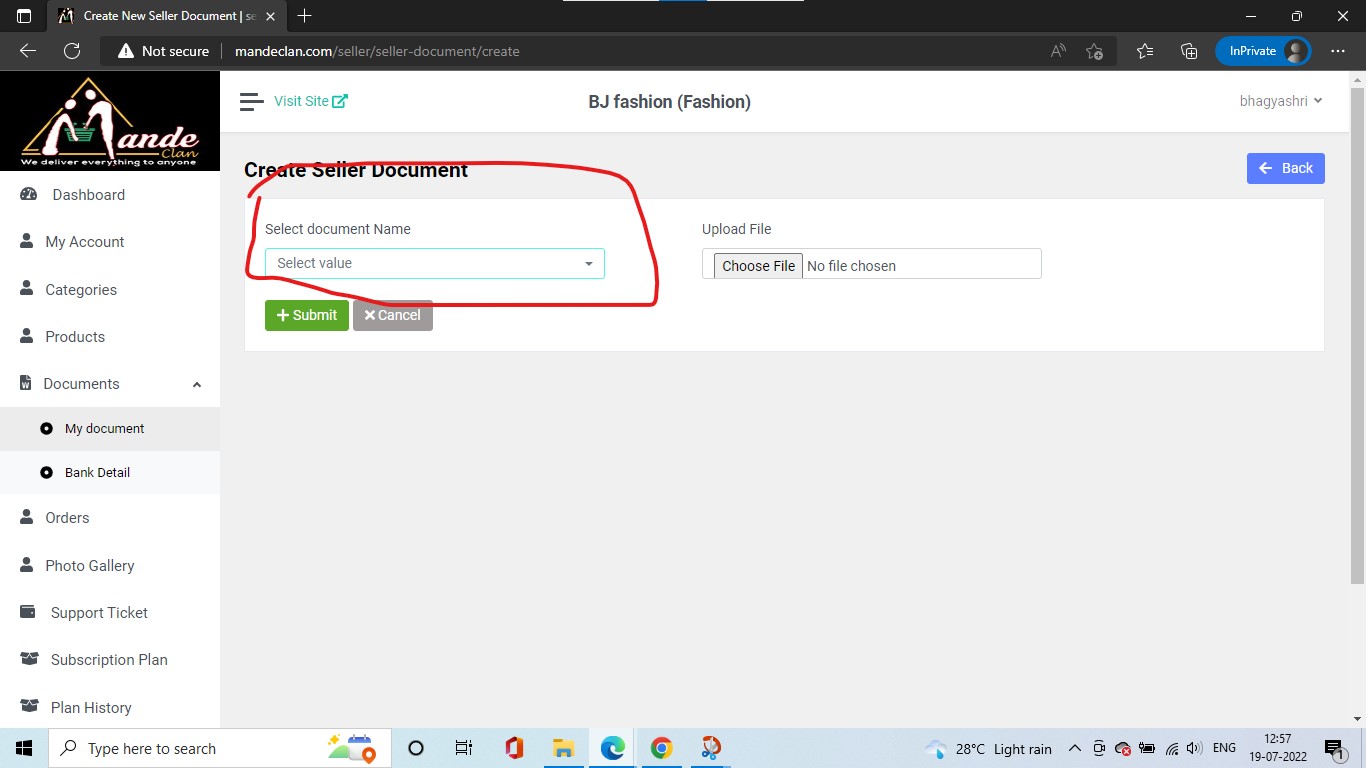 Create New Seller Document | se
Not secure mandeclan.com/seller/seller-document/create InPrivate
Mande
Clan
We deliver everything to anyone
Visit Site BJ fashion (Fashion) bhagyashri
Create Seller Document Back
Select document Name Upload File
Select value Choose File No file chosen
Submit Cancel
Dashboard
My Account
Categories
Products
Documents
My document
Bank Detail
Orders
Photo Gallery
Support Ticket
Subscription Plan
Plan History
Type here to search 28°C Light rain ENG 12:57
19-07-2022 1